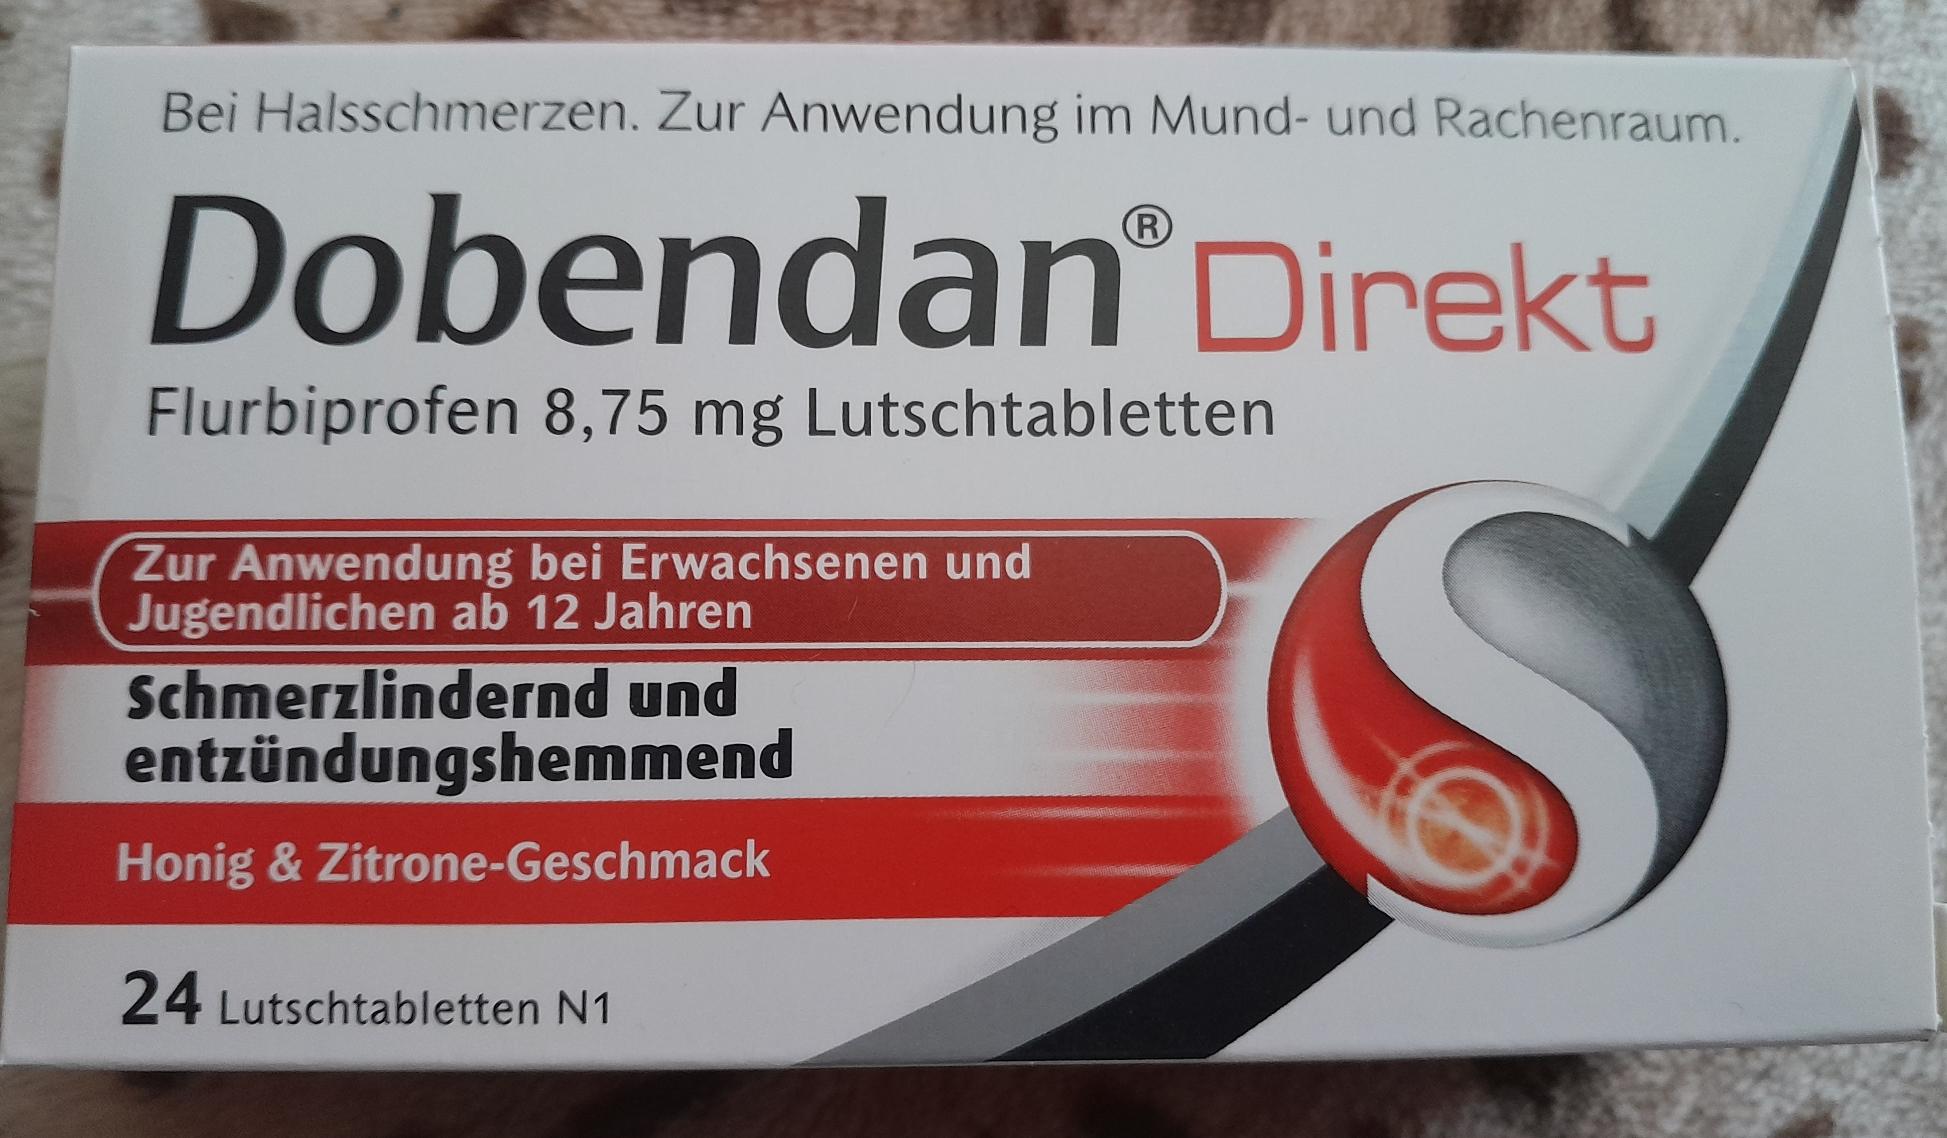 Bei Halsschmerzen. Zur Anwendung im Mund- und Rachenraum.
Dobendan® Direkt
Flurbiprofen 8,75 mg Lutschtabletten
Zur Anwendung bei Erwachsenen und
Jugendlichen ab 12 Jahren
Schmerzlindernd und
entzündungshemmend
Honig & Zitrone-Geschmack
24 Lutschtabletten N1